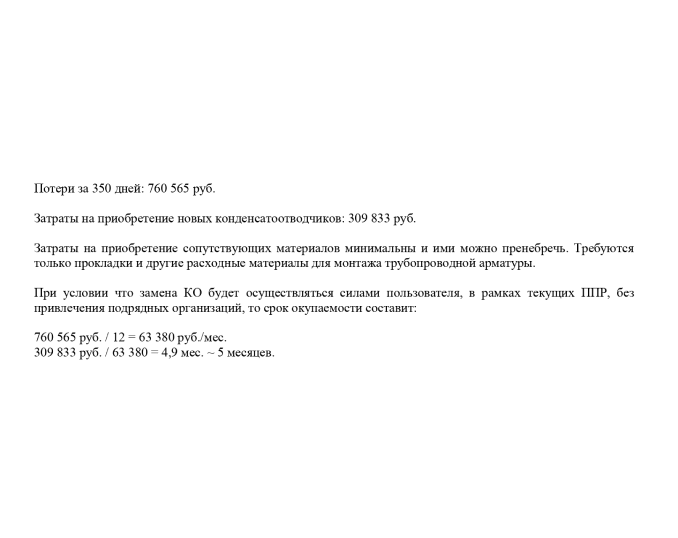 Потери за 350 дней: 760 565 руб.
Затраты на приобретение новых конденсатоотводчиков: 309 833 руб.
Затраты на приобретение сопутствующих материалов минимальны и ими можно пренебречь. Требуются
только прокладки и другие расходные материалы для монтажа трубопроводной арматуры.
При условии что замена КО будет осуществляться силами пользователя, в рамках текущих ППР, без
привлечения подрядных организаций, то срок окупаемости составит:
760 565 руб. / 12 = 63 380 руб./мес.
309 833 руб. / 63 380 = 4,9 мес. ~ 5 месяцев.